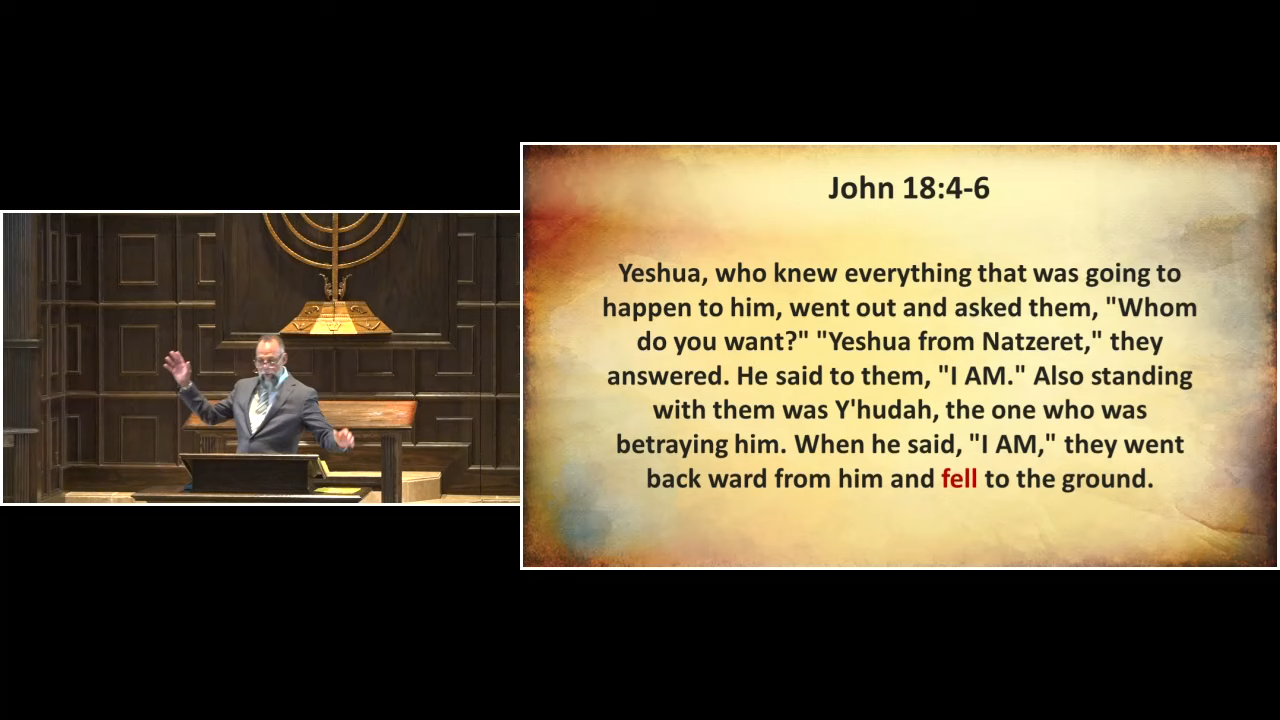 John 18:4-6
Yeshua, who knew everything that was going to
happen to him, went out and asked them, "Whom
do you want?" "Yeshua from Natzeret," they
answered. He said to them, "I AM." Also standing
with them was Y'hudah, the one who was
betraying him. When he said, "I AM," they went
back ward from him and fell to the ground.